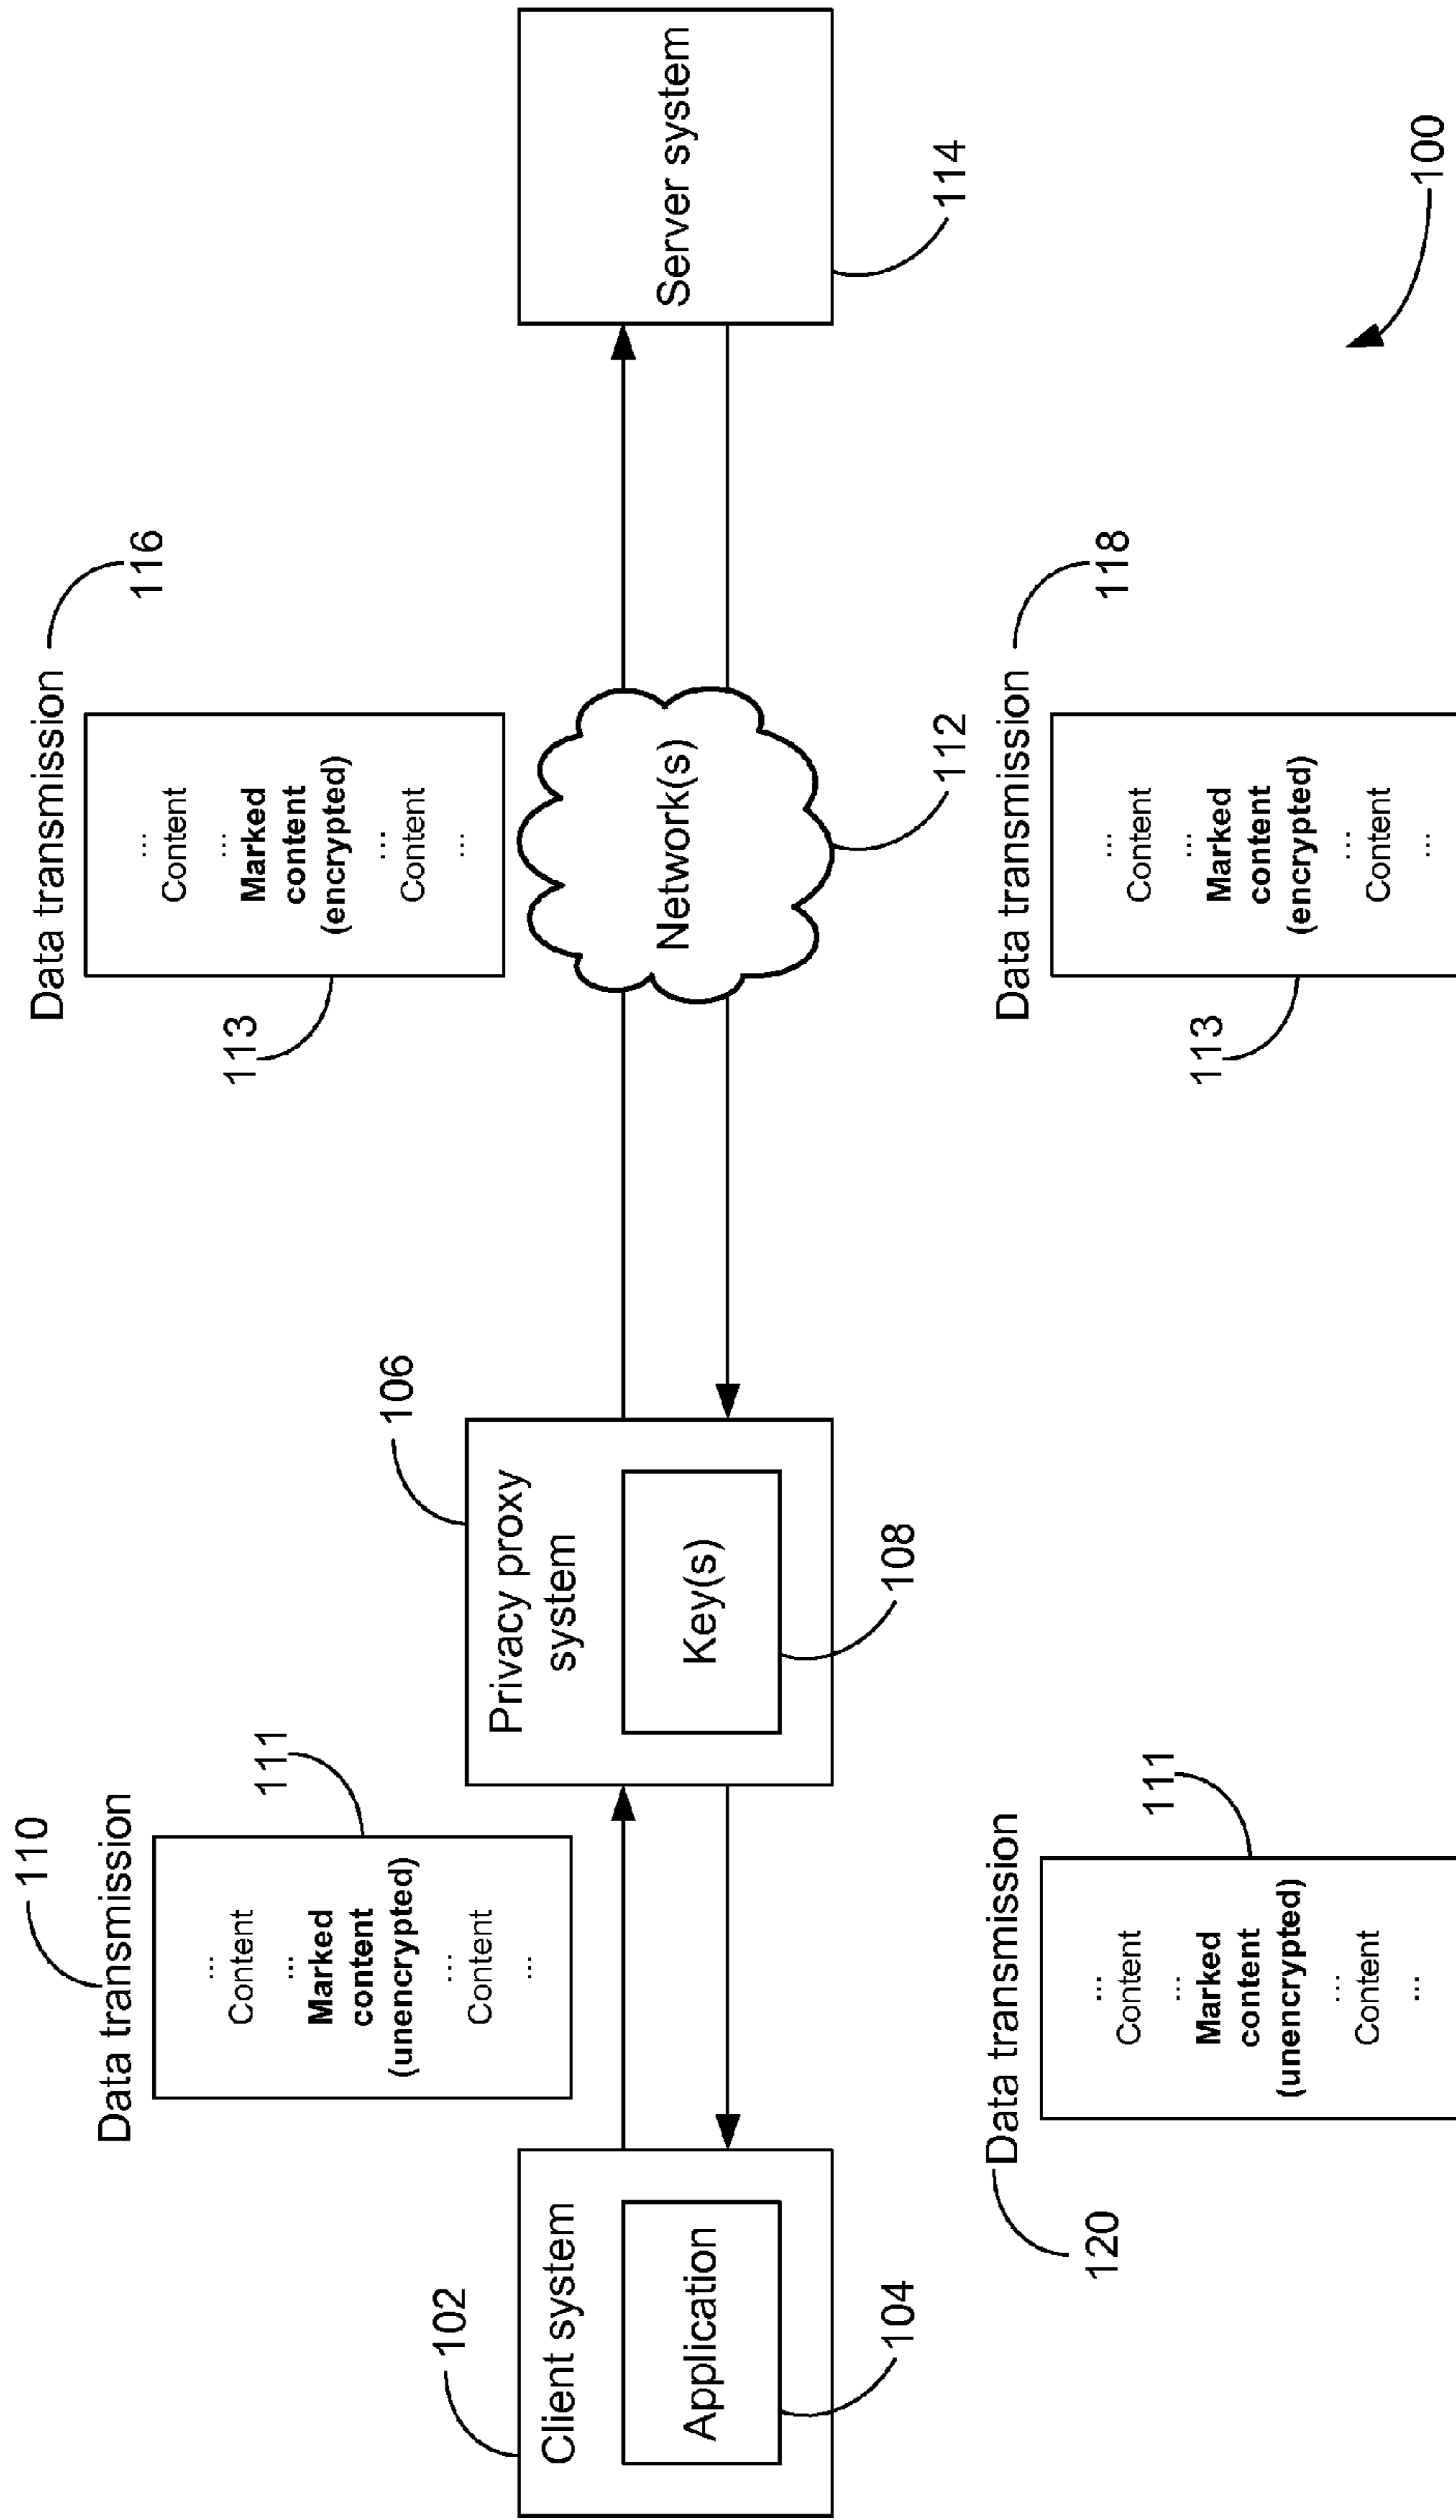 110
Data transmission
...
Content
...
Marked
content
(unencrypted)
...
Content
...
111
Data transmission
116
...
Content
...
Marked
content
(encrypted)
...
Content
...
113
102
Client system
Application
104
106
Privacy proxy
system
Key(s)
108
Network(s)
112
Server system
114
120
Data transmission
...
Content
...
Marked
content
(unencrypted)
...
Content
...
111
Data transmission
118
...
Content
...
Marked
content
(encrypted)
...
Content
...
113
100